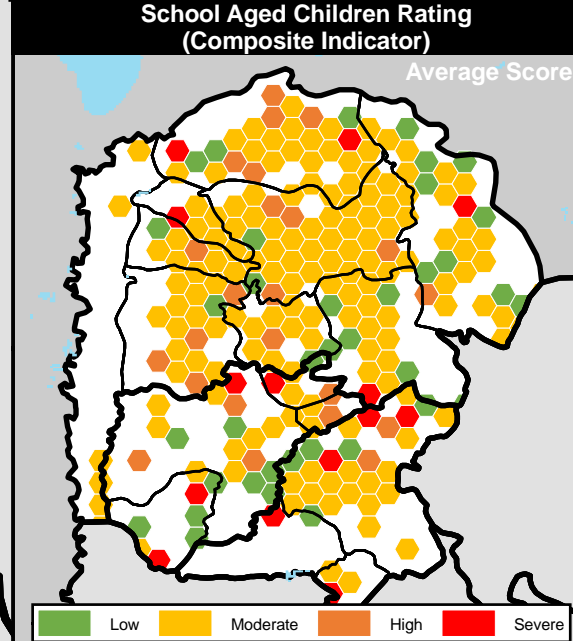 School Aged Children Rating
(Composite Indicator)
Average Score
Low Moderate High Severe